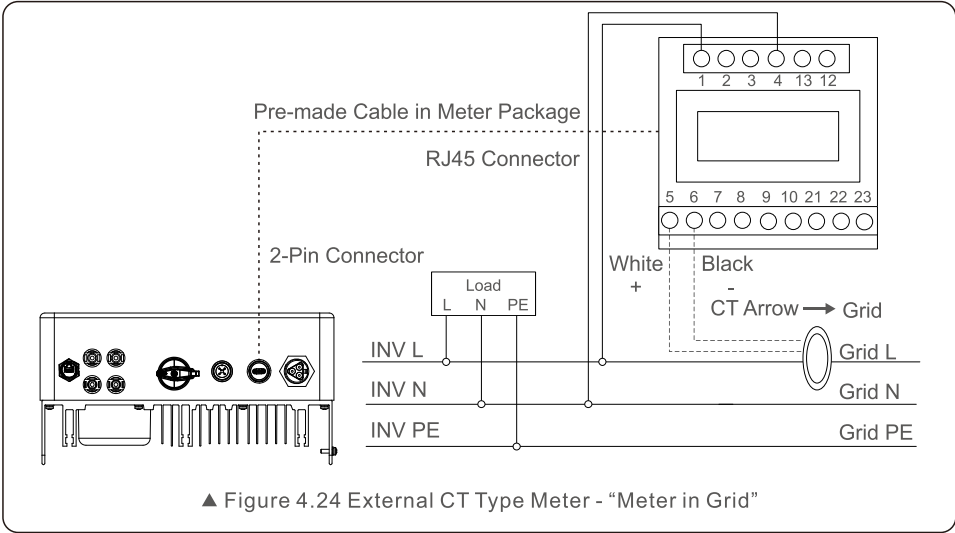 1 2 3 4 13 12
Pre-made Cable in Meter Package
RJ45 Connector
5 6 7 8 9 10 21 22 23
2-Pin Connector
White
+
Black
-
CT Arrow → Grid
Load
L N PE
INV L
Grid L
INV N
Grid N
INV PE
Grid PE
▲ Figure 4.24 External CT Type Meter - “Meter in Grid”